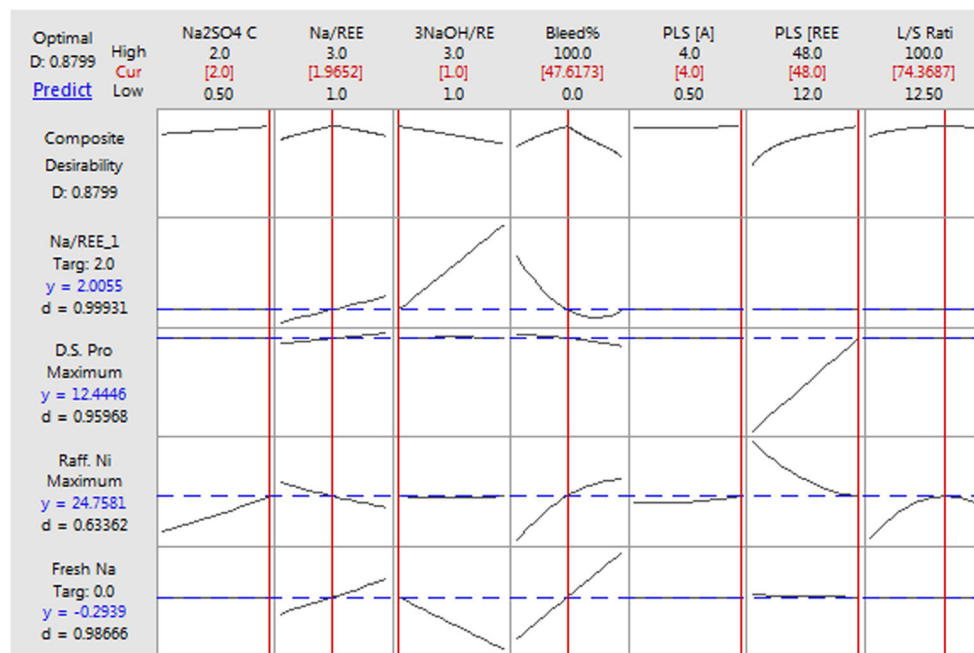 Optimal
D: 0.8799
Predict
High
Cur
Low
Na2SO4 C
2.0
[2.0]
0.50
Na/REE
3.0
[1.9652]
1.0
3NaOH/RE
3.0
[1.0]
1.0
Bleed%
100.0
[47.6173]
0.0
PLS [A]
4.0
[4.0]
0.50
PLS [REE
48.0
[48.0]
12.0
L/S Rati
100.0
[74.3687]
12.50
Composite
Desirability
D: 0.8799
Na/REE_1
Targ: 2.0
y = 2.0055
d = 0.99931
D.S. Pro
Maximum
y = 12.4446
d = 0.95968
Raff. Ni
Maximum
y = 24.7581
d = 0.63362
Fresh Na
Targ: 0.0
y = -0.2939
d = 0.98666